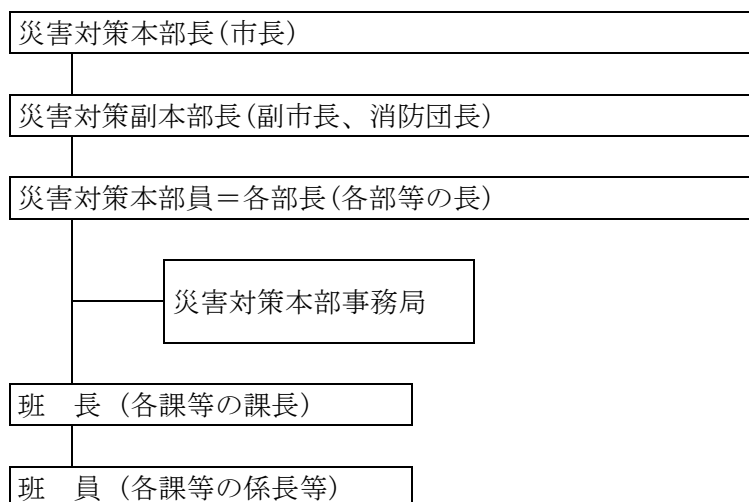 災害対策本部長(市長)
災害対策副本部長(副市長、消防団長)
災害対策本部員＝各部長(各部等の長)
災害対策本部事務局
班　長 (各課等の課長)
班　員 (各課等の係長等)